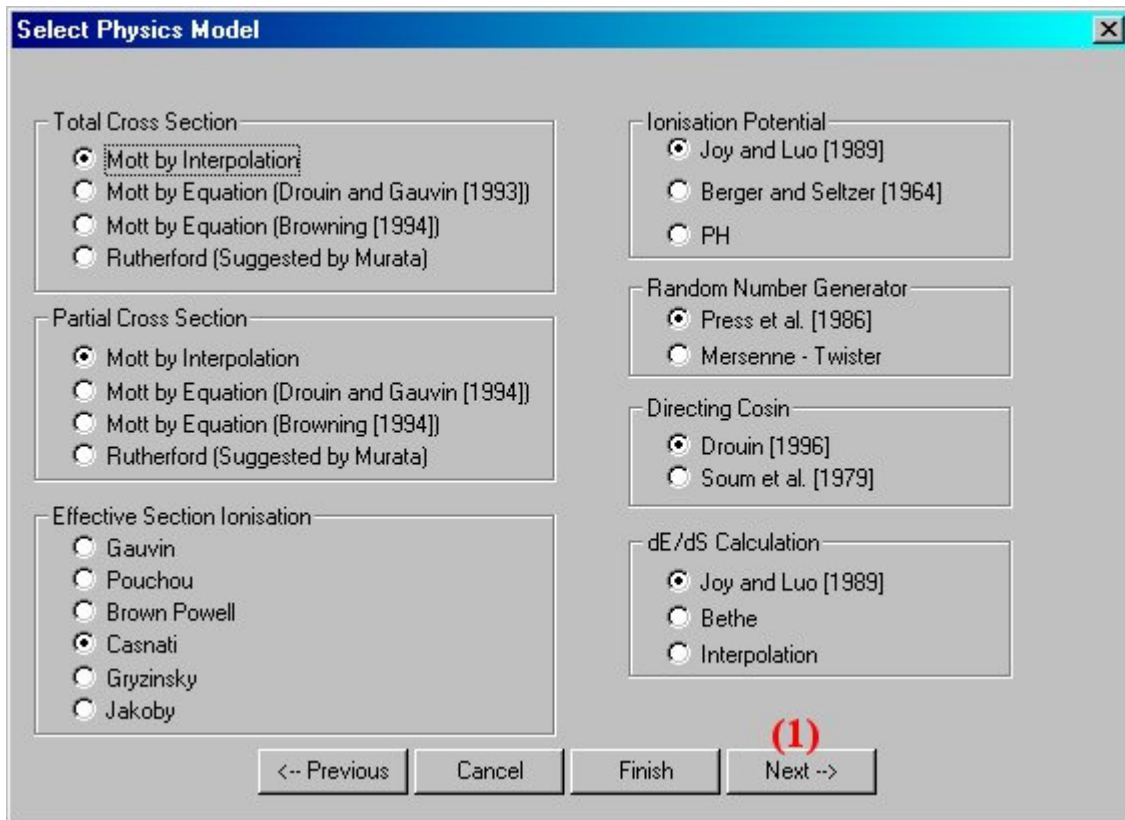 Select Physics Model
Total Cross Section
Mott by Interpolation
Mott by Equation (Drouin and Gauvin [1993])
Mott by Equation (Browning [1994])
Rutherford (Suggested by Murata)
Partial Cross Section
Mott by Interpolation
Mott by Equation (Drouin and Gauvin [1994])
Mott by Equation (Browning [1994])
Rutherford (Suggested by Murata)
Effective Section Ionisation
Gauvin
Pouchou
Brown Powell
Casnati
Gryzinsky
Jakoby
Ionisation Potential
Joy and Luo [1989]
Berger and Seltzer [1964]
PH
Random Number Generator
Press et al. [1986]
Mersenne - Twister
Directing Cosin
Drouin [1996]
Soum et al. [1979]
dE/dS Calculation
Joy and Luo [1989]
Bethe
Interpolation
(1)
<-- Previous
Cancel
Finish
Next -->